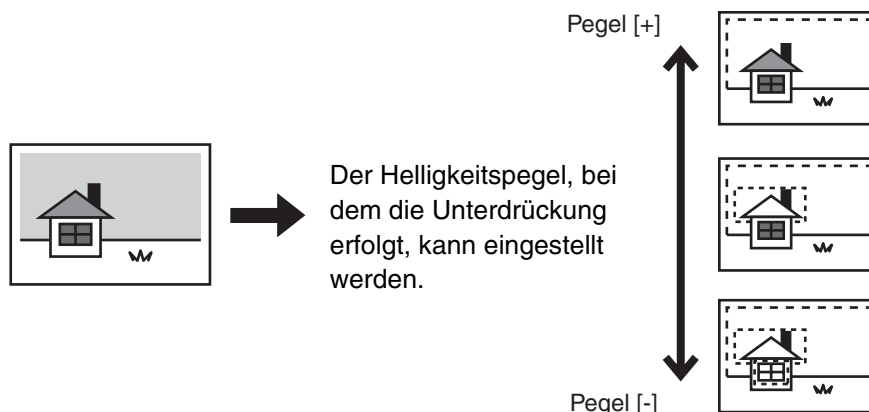 Pegel [+]
Der Helligkeitspegel, bei
dem die Unterdrückung
erfolgt, kann eingestellt
werden.
Pegel [-]